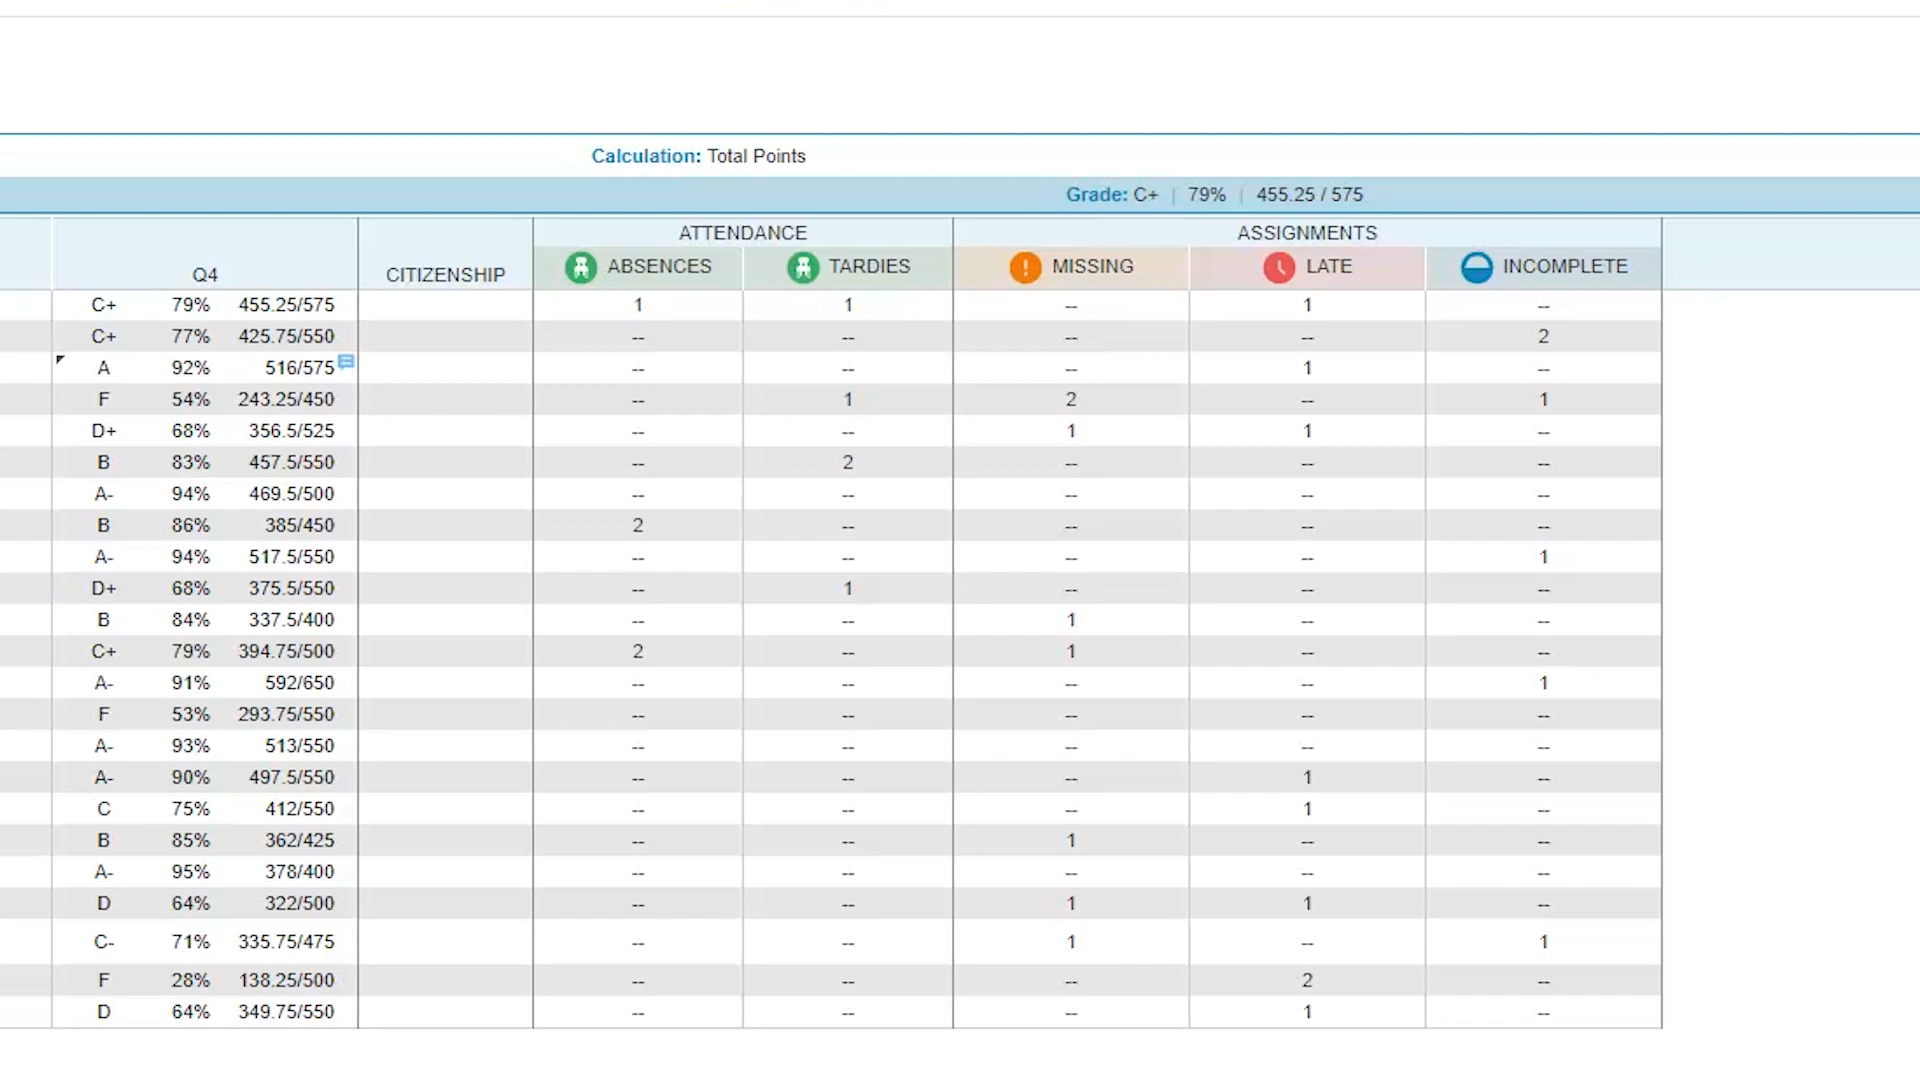 Calculation: Total Points
Grade: C+ | 79% | 455.25 / 575
ATTENDANCE ASSIGNMENTS
Q4 CITIZENSHIP ABSENCES TARDIES MISSING LATE INCOMPLETE
C+ 79% 455.25/575 1 1 -- 1 --
C+ 77% 425.75/550 -- -- -- -- 2
A 92% 516/575 -- -- -- 1 --
F 54% 243.25/450 -- 1 2 -- 1
D+ 68% 356.5/525 -- -- 1 1 --
B 83% 457.5/550 -- 2 -- -- --
A- 94% 469.5/500 -- -- -- -- --
B 86% 385/450 2 -- -- -- --
A- 94% 517.5/550 -- -- -- -- 1
D+ 68% 375.5/550 -- 1 -- -- --
B 84% 337.5/400 -- -- 1 -- --
C+ 79% 394.75/500 2 -- 1 -- --
A- 91% 592/650 -- -- -- -- 1
F 53% 293.75/550 -- -- -- -- --
A- 93% 513/550 -- -- -- -- --
A- 90% 497.5/550 -- -- -- 1 --
C 75% 412/550 -- -- -- 1 --
B 85% 362/425 -- -- 1 -- --
A- 95% 378/400 -- -- -- -- --
D 64% 322/500 -- -- 1 1 --
C- 71% 335.75/475 -- -- 1 -- 1
F 28% 138.25/500 -- -- -- 2 --
D 64% 349.75/550 -- -- -- 1 --